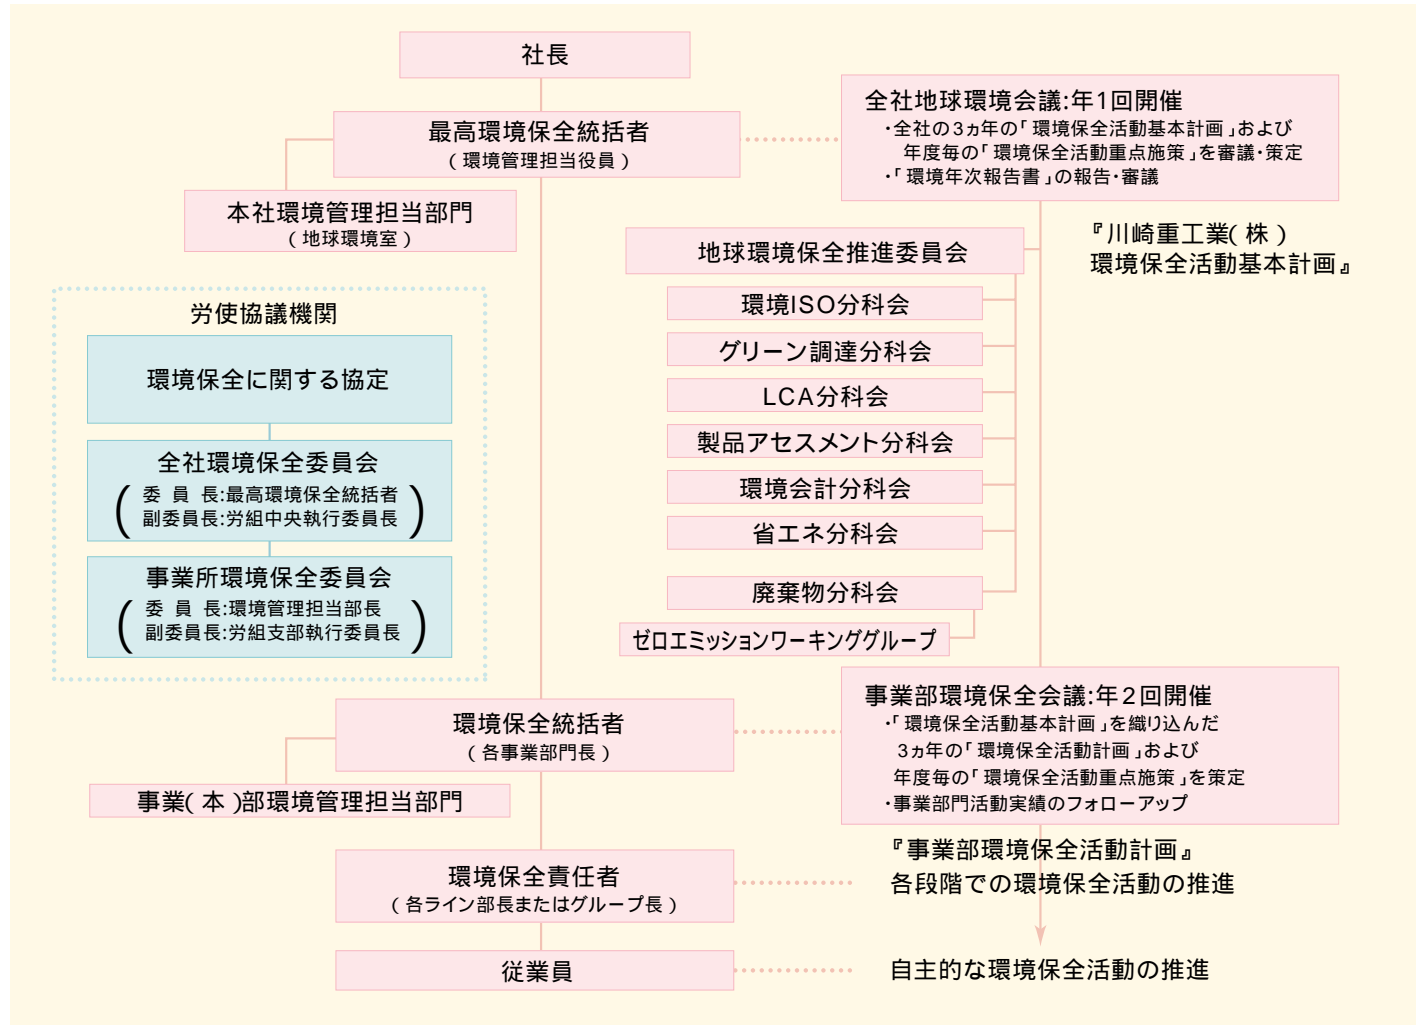 社長
最高環境保全統括者
(環境管理担当役員)
本社環境管理担当部門
(地球環境室)
全社地球環境会議:年1回開催
・全社の3ヵ年の「環境保全活動基本計画」および
年度毎の「環境保全活動重点施策」を審議・策定
・「環境年次報告書」の報告・審議
『川崎重工業(株)
環境保全活動基本計画』
地球環境保全推進委員会
環境ISO分科会
グリーン調達分科会
LCA分科会
製品アセスメント分科会
環境会計分科会
省エネ分科会
廃棄物分科会
ゼロエミッションワーキンググループ
労使協議機関
環境保全に関する協定
全社環境保全委員会
委員長:最高環境保全統括者
副委員長:労組中央執行委員長
事業所環境保全委員会
委員長:環境管理担当部長
副委員長:労組支部執行委員長
環境保全統括者
(各事業部門長)
事業(本)部環境管理担当部門
事業部環境保全会議:年2回開催
・「環境保全活動基本計画」を織り込んだ
3ヵ年の「環境保全活動計画」および
年度毎の「環境保全活動重点施策」を策定
・事業部門活動実績のフォローアップ
『事業部環境保全活動計画』
環境保全責任者
(各ライン部長またはグループ長)
各段階での環境保全活動の推進
従業員
自主的な環境保全活動の推進